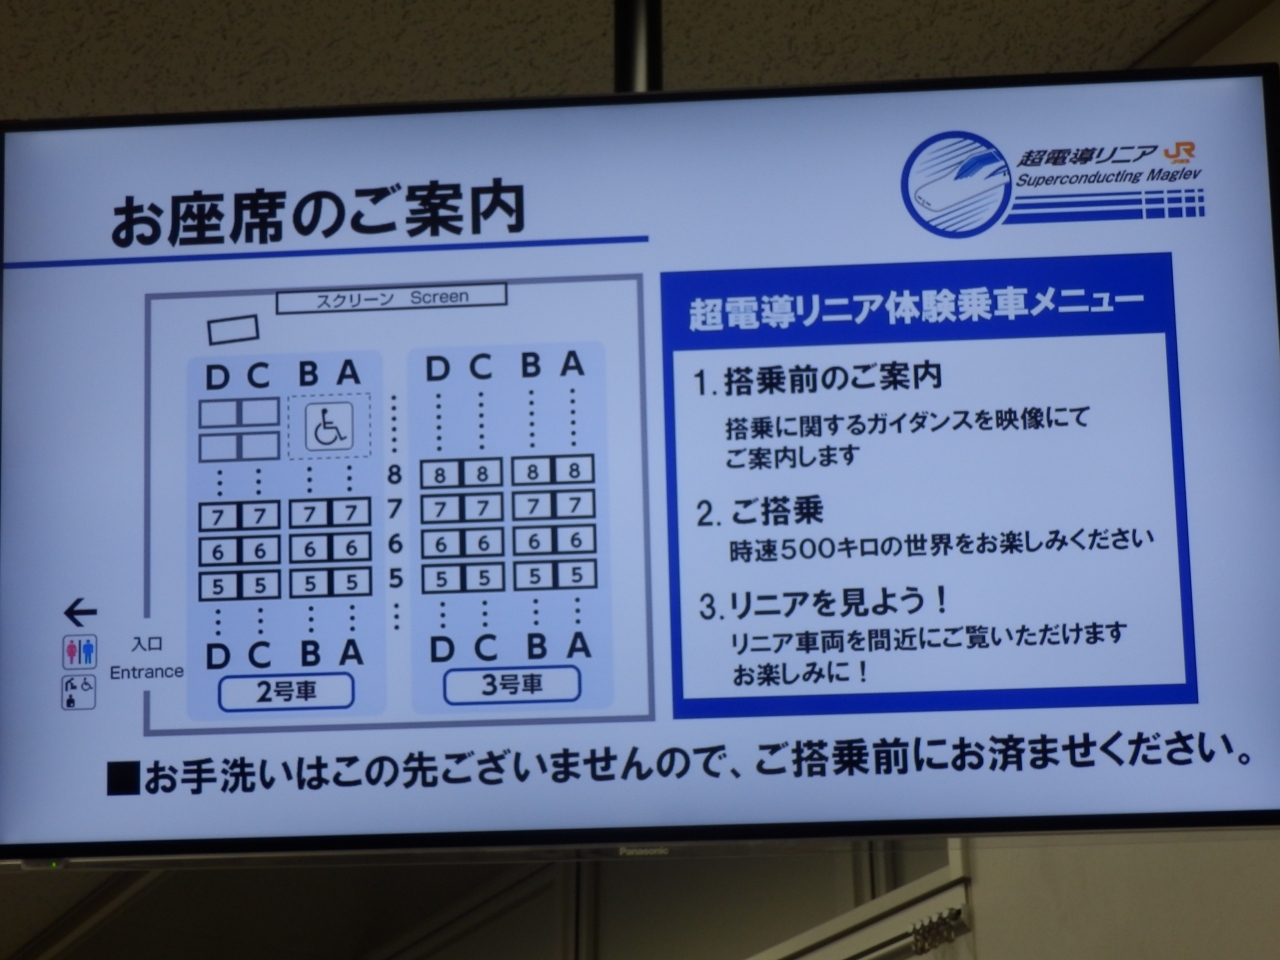 超電導リニア JR
Superconducting Maglev
お座席のご案内
スクリーン Screen
D C B A
D C B A
8
8 8 8 8
7 7 7 7
7
7 7 7 7
6 6 6 6
6
6 6 6 6
5 5 5 5
5
5 5 5 5
D C B A
D C B A
2号車
3号車
入口
Entrance
超電導リニア体験乗車メニュー
1. 搭乗前のご案内
搭乗に関するガイダンスを映像にて
ご案内します
2. ご搭乗
時速500キロの世界をお楽しみください
3. リニアを見よう！
リニア車両を間近にご覧いただけます
お楽しみに！
■お手洗いはこの先ございませんので、ご搭乗前にお済ませください。
Panasonic